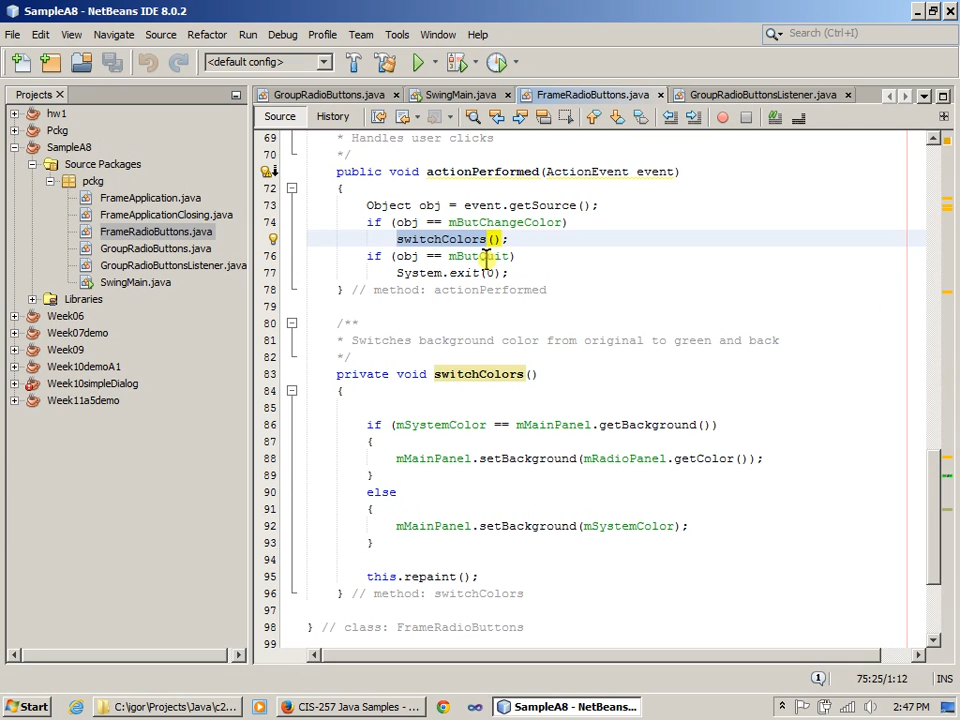 SampleA8 - NetBeans IDE 8.0.2
File Edit View Navigate Source Refactor Run Debug Profile Team Tools Window Help
Search (Ctrl+I)
<default config>
Projects
GroupRadioButtons.java
SwingMain.java
FrameRadioButtons.java
GroupRadioButtonsListener.java
Source History
hw1
Pckg
SampleA8
Source Packages
pckg
FrameApplication.java
FrameApplicationClosing.java
FrameRadioButtons.java
GroupRadioButtons.java
GroupRadioButtonsListener.java
SwingMain.java
Libraries
Week06
Week07demo
Week09
Week10demoA1
Week10simpleDialog
Week11a5demo
69 * Handles user clicks
70 */
public void actionPerformed(ActionEvent event)
72 {
73 Object obj = event.getSource();
74 if (obj == mButChangeColor)
switchColors();
76 if (obj == mButQuit)
77 System.exit(0);
78 } // method: actionPerformed
79
80 /**
81 * Switches background color from original to green and back
82 */
83 private void switchColors()
84 {
85
86 if (mSystemColor == mMainPanel.getBackground())
87 {
88 mMainPanel.setBackground(mRadioPanel.getColor());
89 }
90 else
91 {
92 mMainPanel.setBackground(mSystemColor);
93 }
94
95 this.repaint();
96 } // method: switchColors
97
98 } // class: FrameRadioButtons
99
1 75:25/1:12 INS
Start
C:\igor\Projects\Java\c2...
CIS-257 Java Samples - ...
SampleA8 - NetBeans...
2:47 PM